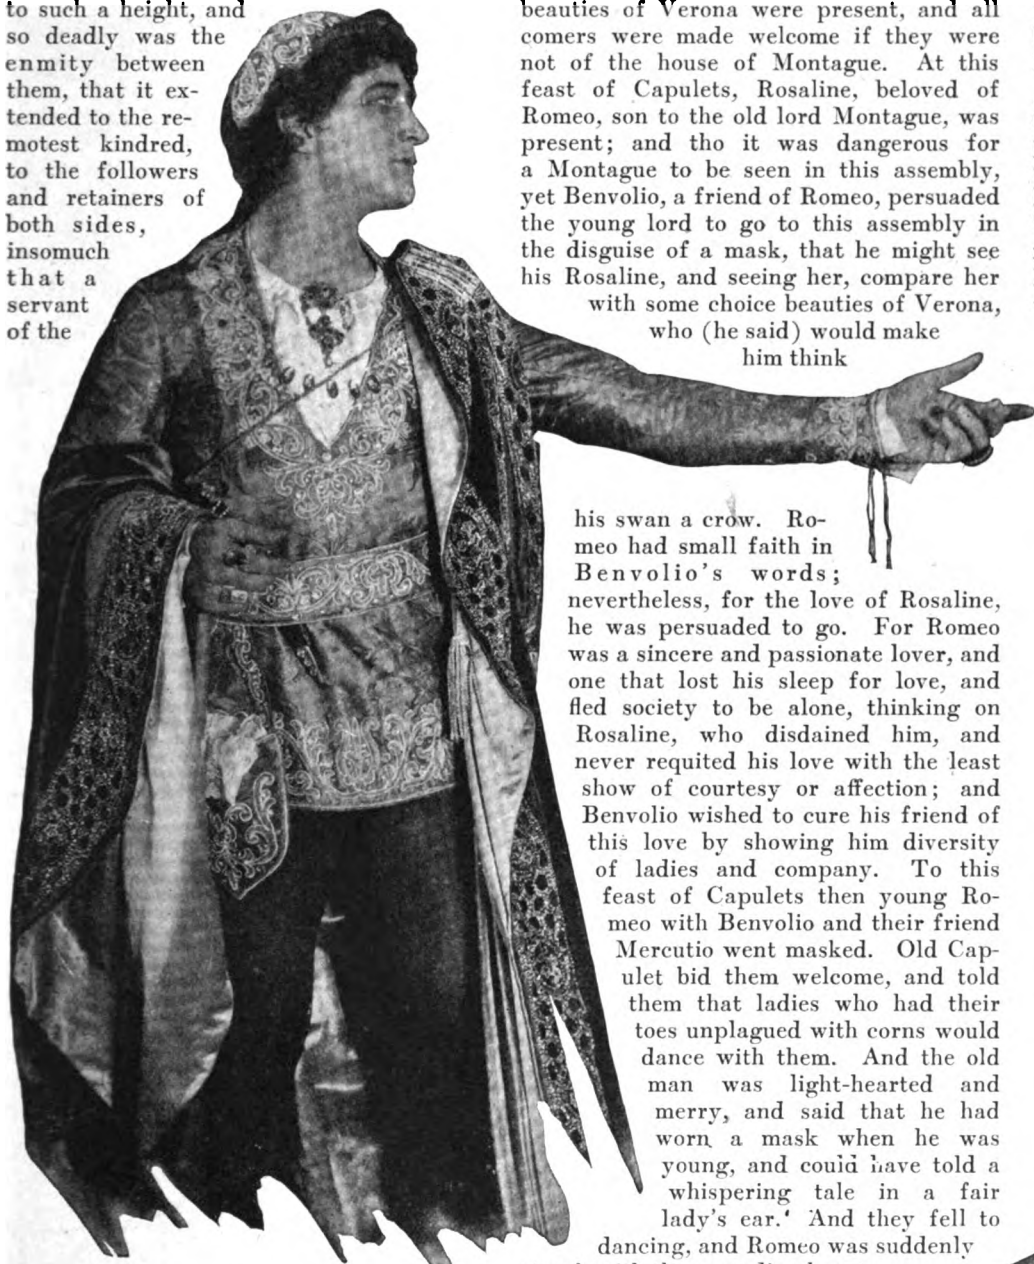 to such a height, and
so deadly was the
enmity between
them, that it ex-
tended to the re-
motest kindred,
to the followers
and retainers of
both sides,
insomuch
that a
servant
of the
beauties of Verona were present, and all
comers were made welcome if they were
not of the house of Montague. At this
feast of Capulets, Rosaline, beloved of
Romeo, son to the old lord Montague, was
present; and tho it was dangerous for
a Montague to be seen in this assembly,
yet Benvolio, a friend of Romeo, persuaded
the young lord to go to this assembly in
the disguise of a mask, that he might see
his Rosaline, and seeing her, compare her
with some choice beauties of Verona,
who (he said) would make
him think
his swan a crow. Ro-
meo had small faith in
Benvolio's words;
nevertheless, for the love of Rosaline,
he was persuaded to go. For Romeo
was a sincere and passionate lover, and
one that lost his sleep for love, and
fled society to be alone, thinking on
Rosaline, who disdained him, and
never requited his love with the least
show of courtesy or affection; and
Benvolio wished to cure his friend of
this love by showing him diversity
of ladies and company. To this
feast of Capulets then young Ro-
meo with Benvolio and their friend
Mercutio went masked. Old Cap-
ulet bid them welcome, and told
them that ladies who had their
toes unplagued with corns would
dance with them. And the old
man was light-hearted and
merry, and said that he had
worn a mask when he was
young, and could have told a
whispering tale in a fair
lady's ear.' And they fell to
dancing, and Romeo was suddenly